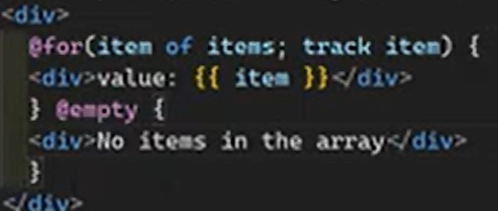 <div>
@for(item of items; track item) {
<div>value: {{ item }}</div>
} @empty {
<div>No items in the array</div>
}
</div>